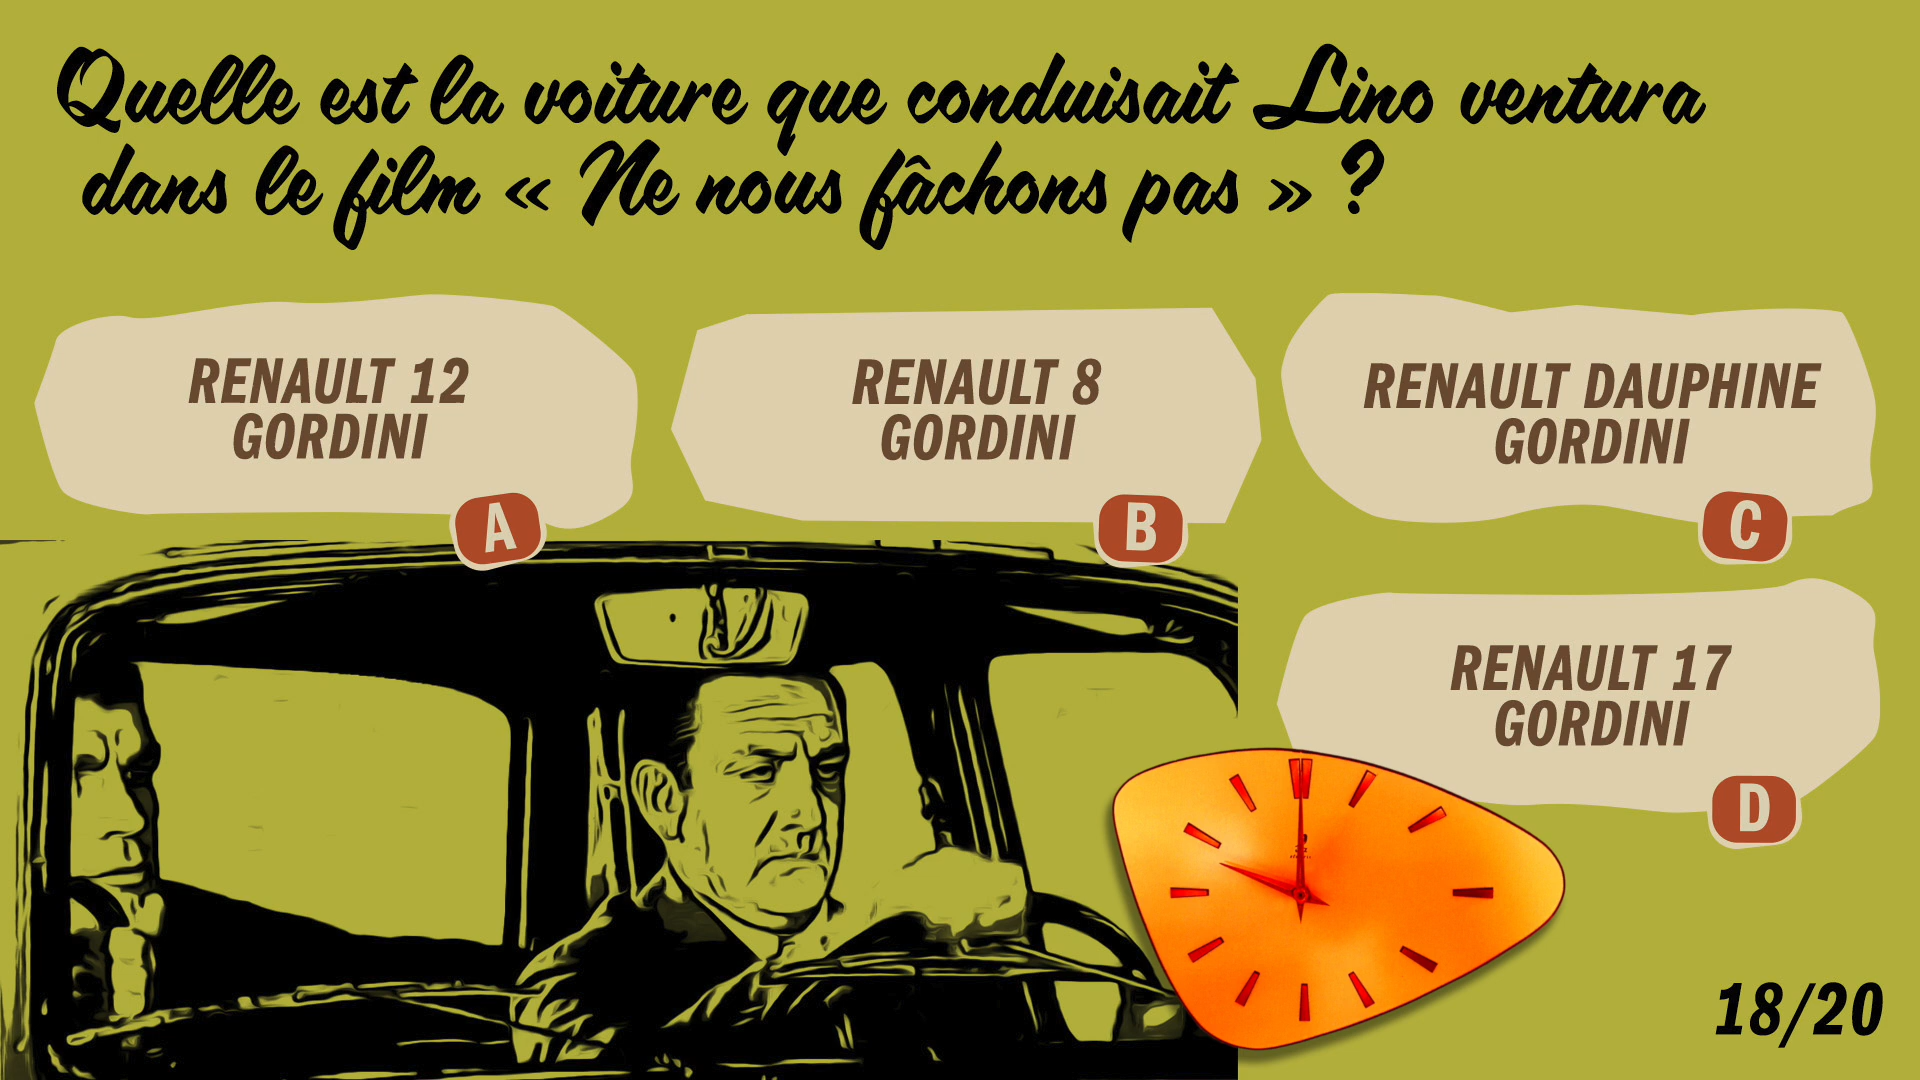 Quelle est la voiture que conduisait Lino ventura
dans le film « Ne nous fâchons pas » ?
RENAULT 12
GORDINI
A
RENAULT 8
GORDINI
B
RENAULT DAUPHINE
GORDINI
C
RENAULT 17
GORDINI
D
18/20